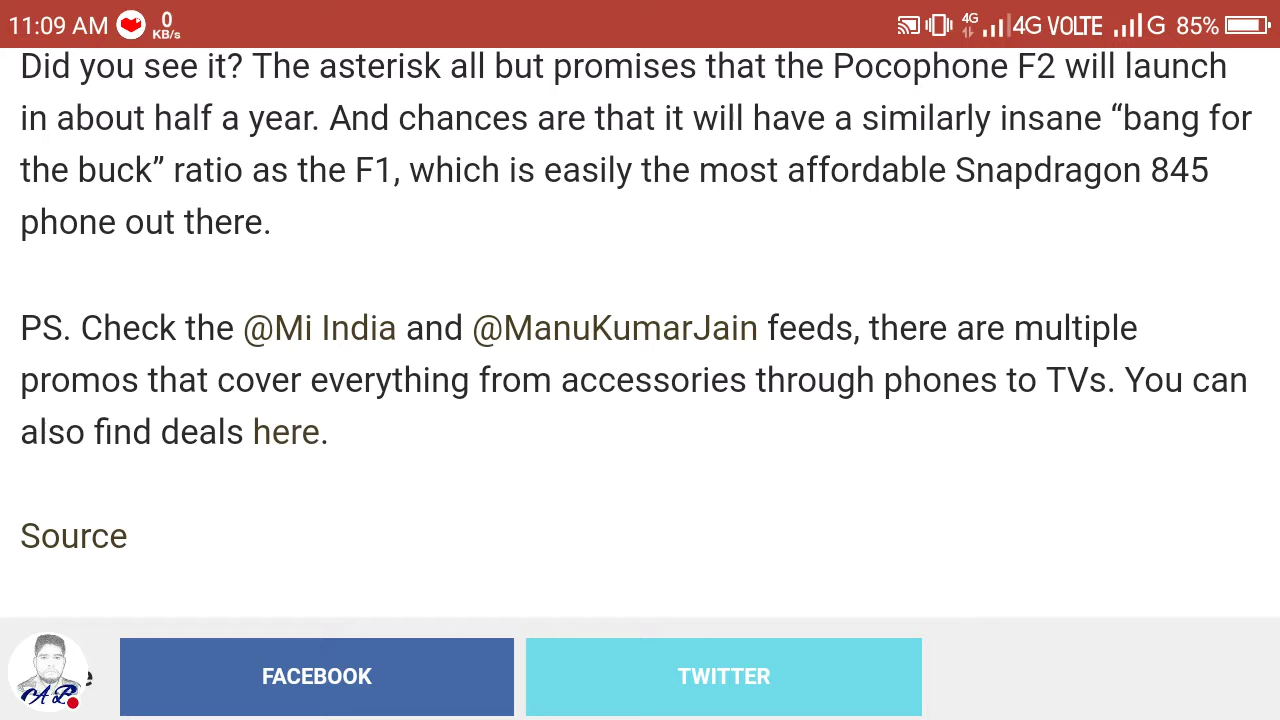 11:09 AM 0 KB/s 4G 4G VOLTE G 85%
Did you see it? The asterisk all but promises that the Pocophone F2 will launch
in about half a year. And chances are that it will have a similarly insane “bang for
the buck” ratio as the F1, which is easily the most affordable Snapdragon 845
phone out there.
PS. Check the @Mi India and @ManuKumarJain feeds, there are multiple
promos that cover everything from accessories through phones to TVs. You can
also find deals here.
Source
AP
FACEBOOK TWITTER